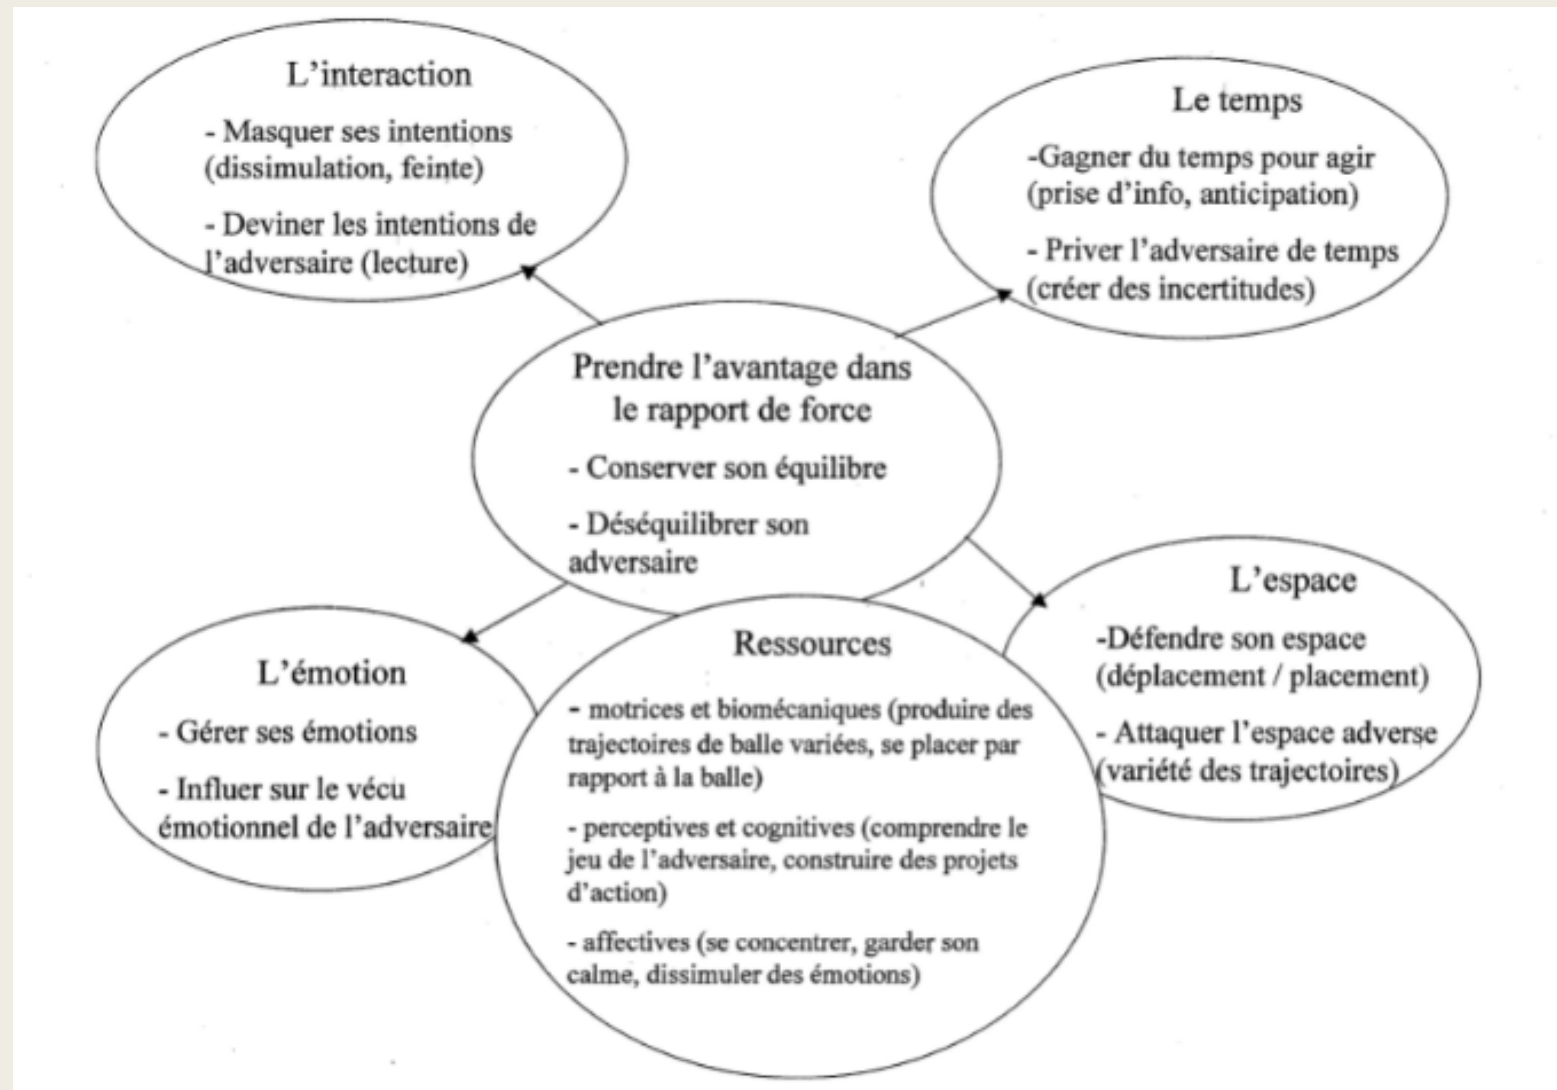 L'interaction
- Masquer ses intentions
(dissimulation, feinte)
- Deviner les intentions de
l'adversaire (lecture)
Le temps
-Gagner du temps pour agir
(prise d'info, anticipation)
- Priver l'adversaire de temps
(créer des incertitudes)
Prendre l'avantage dans
le rapport de force
- Conserver son équilibre
- Déséquilibrer son
adversaire
L'émotion
- Gérer ses émotions
- Influer sur le vécu
émotionnel de l'adversaire
Ressources
- motrices et biomécaniques (produire des
trajectoires de balle variées, se placer par
rapport à la balle)
- perceptives et cognitives (comprendre le
jeu de l'adversaire, construire des projets
d'action)
- affectives (se concentrer, garder son
calme, dissimuler des émotions)
L'espace
-Défendre son espace
(déplacement / placement)
- Attaquer l'espace adverse
(variété des trajectoires)